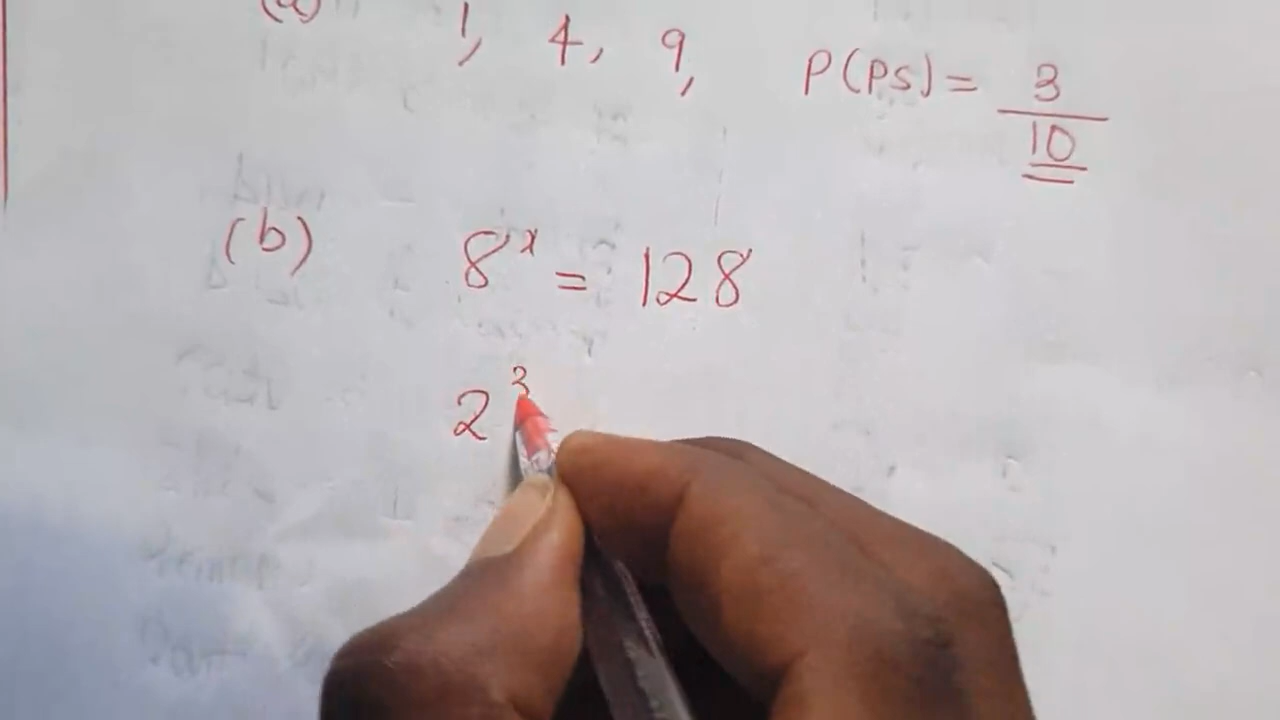 1, 4, 9, P(PS) = 3/10
(b) 8^x = 128
2^3